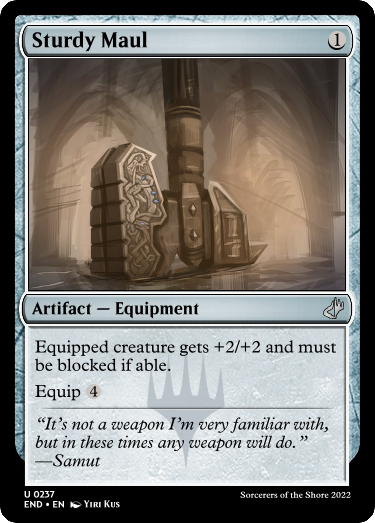 Sturdy Maul 1
Artifact — Equipment
Equipped creature gets +2/+2 and must
be blocked if able.
Equip 4
“It’s not a weapon I’m very familiar with,
but in these times any weapon will do.”
—Samut
U 0237
END • EN Yiri Kus
Sorcerers of the Shore 2022